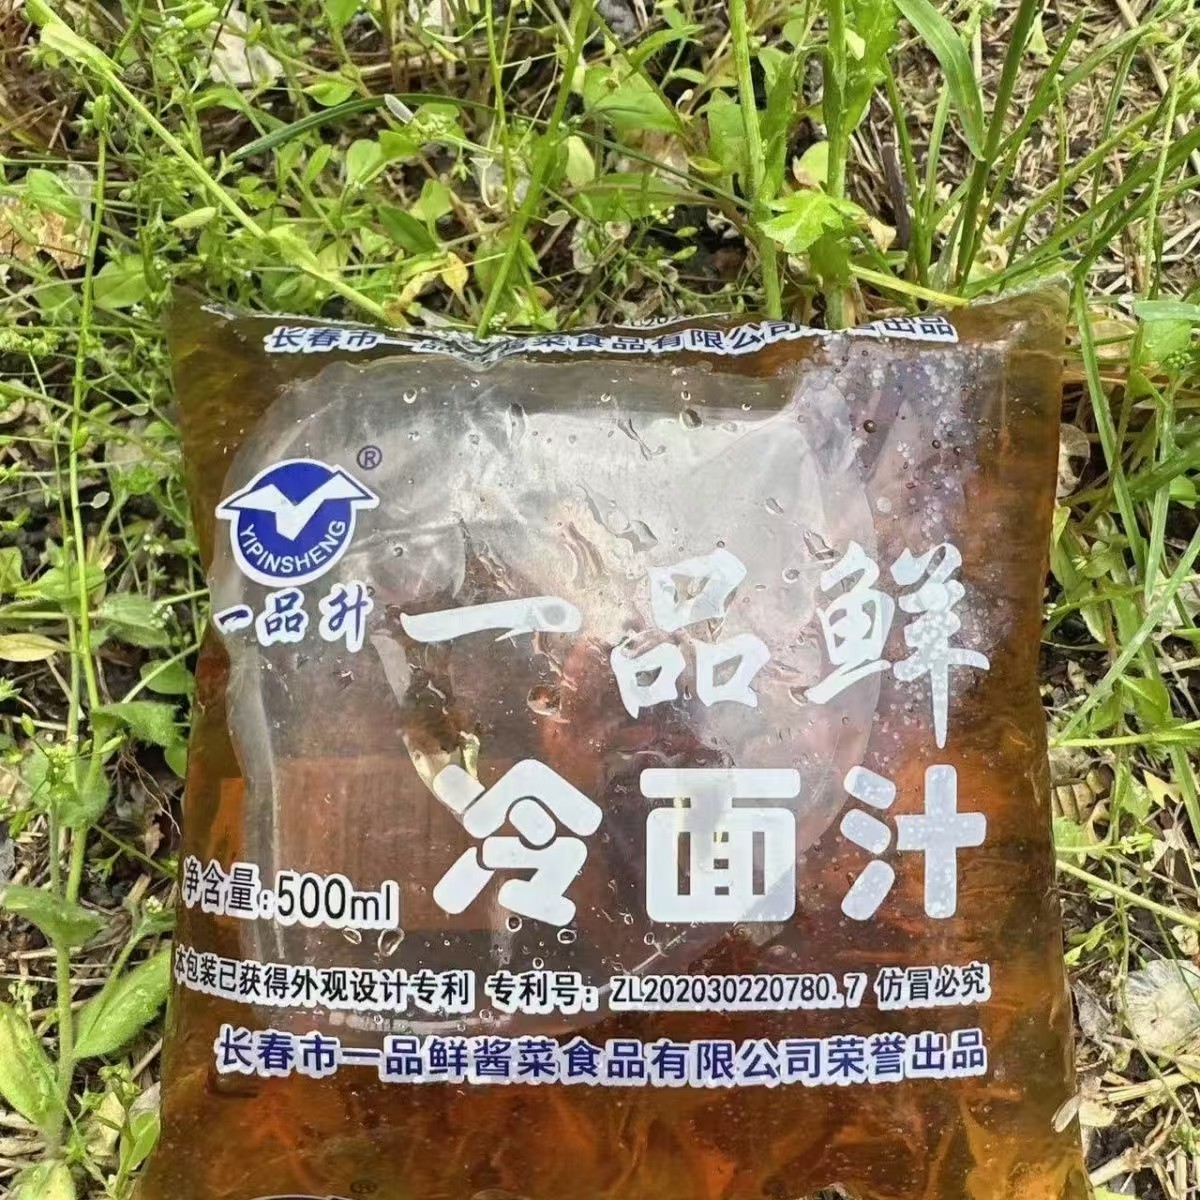 长春市一品鲜酱菜食品有限公司荣誉出品
®
YIPINSHENG
一品升
一品鲜
冷面汁
净含量:500ml
本包装已获得外观设计专利 专利号: ZL202030220780.7 仿冒必究
长春市一品鲜酱菜食品有限公司荣誉出品
®